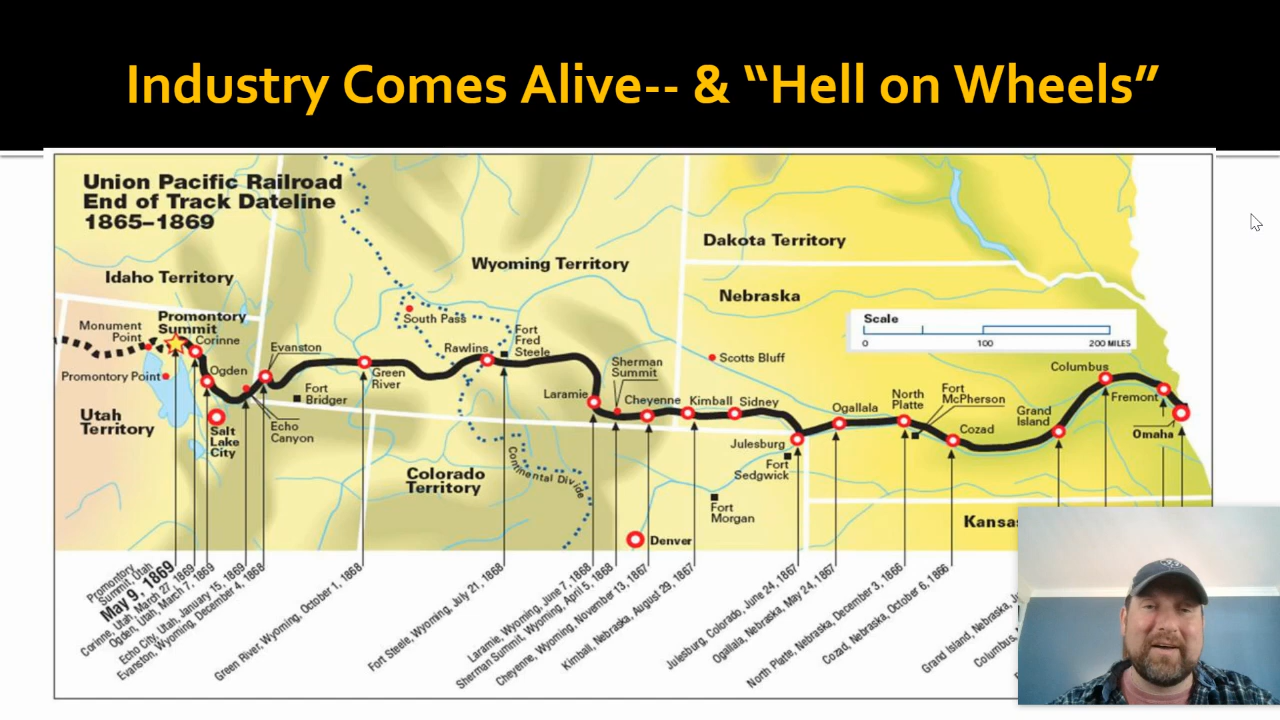 Industry Comes Alive-- & “Hell on Wheels”
Union Pacific Railroad
End of Track Dateline
1865–1869
Dakota Territory
Wyoming Territory
Idaho Territory
Nebraska
Scale
0 100 200 MILES
Promontory
Summit
Monument
Point
Corinne
Promontory Point
Ogden
Evanston
South Pass
Fort
Fred
Steele
Rawlins
Green
River
Fort
Bridger
Echo
Canyon
Salt
Lake
City
Utah
Territory
Sherman
Summit
Laramie
Cheyenne
Kimball
Sidney
Scotts Bluff
Julesburg
Fort
Sedgwick
Ogallala
North
Platte
Fort
McPherson
Cozad
Grand
Island
Columbus
Fremont
Omaha
Colorado
Territory
Continental Divide
Fort
Morgan
Denver
Kansas
Promontory
Summit, Utah
May 9, 1869
Corinne, Utah, March 27, 1869
Ogden, Utah, March 7, 1869
Echo City, Utah, January 15, 1869
Evanston, Wyoming, December 4, 1868
Green River, Wyoming, October 1, 1868
Fort Steele, Wyoming, July 21, 1868
Laramie, Wyoming, June 7, 1868
Sherman Summit, Wyoming, April 5, 1868
Cheyenne, Wyoming, November 13, 1867
Kimball, Nebraska, August 29, 1867
Julesburg, Colorado, June 24, 1867
Ogallala, Nebraska, May 24, 1867
North Platte, Nebraska, December 3, 1866
Cozad, Nebraska, October 6, 1866
Grand Island, Nebraska,
Columbus,